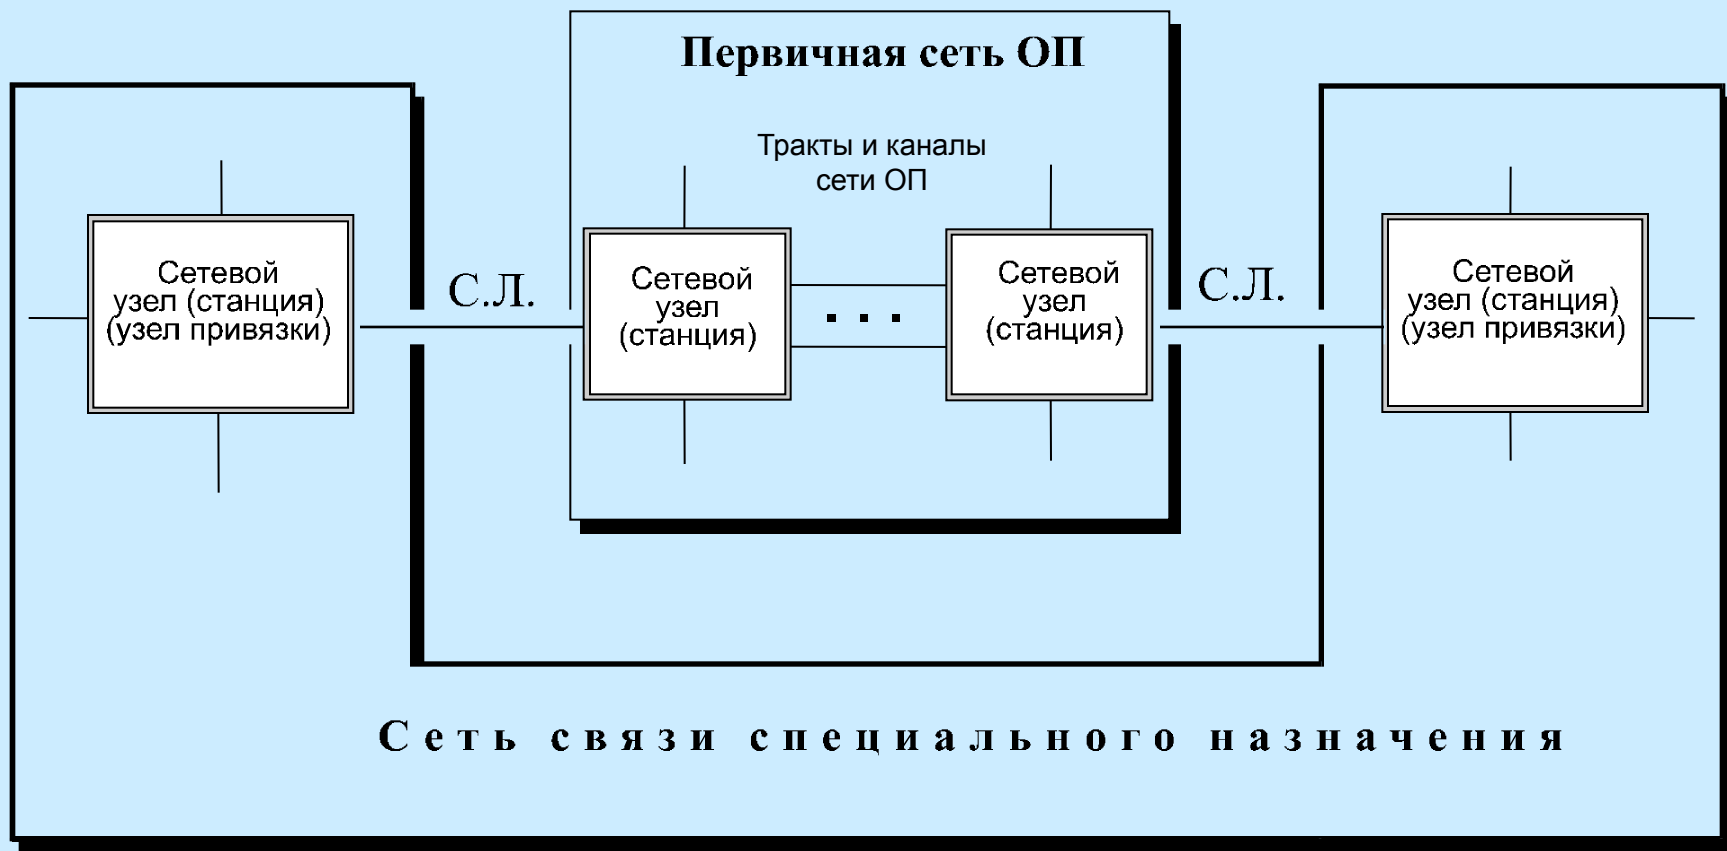 Первичная сеть ОП
Тракты и каналы
сети ОП
Сетевой
узел (станция)
(узел привязки)
С.Л.
Сетевой
узел
(станция)
. . .
Сетевой
узел
(станция)
С.Л.
Сетевой
узел (станция)
(узел привязки)
Сеть связи специального назначения